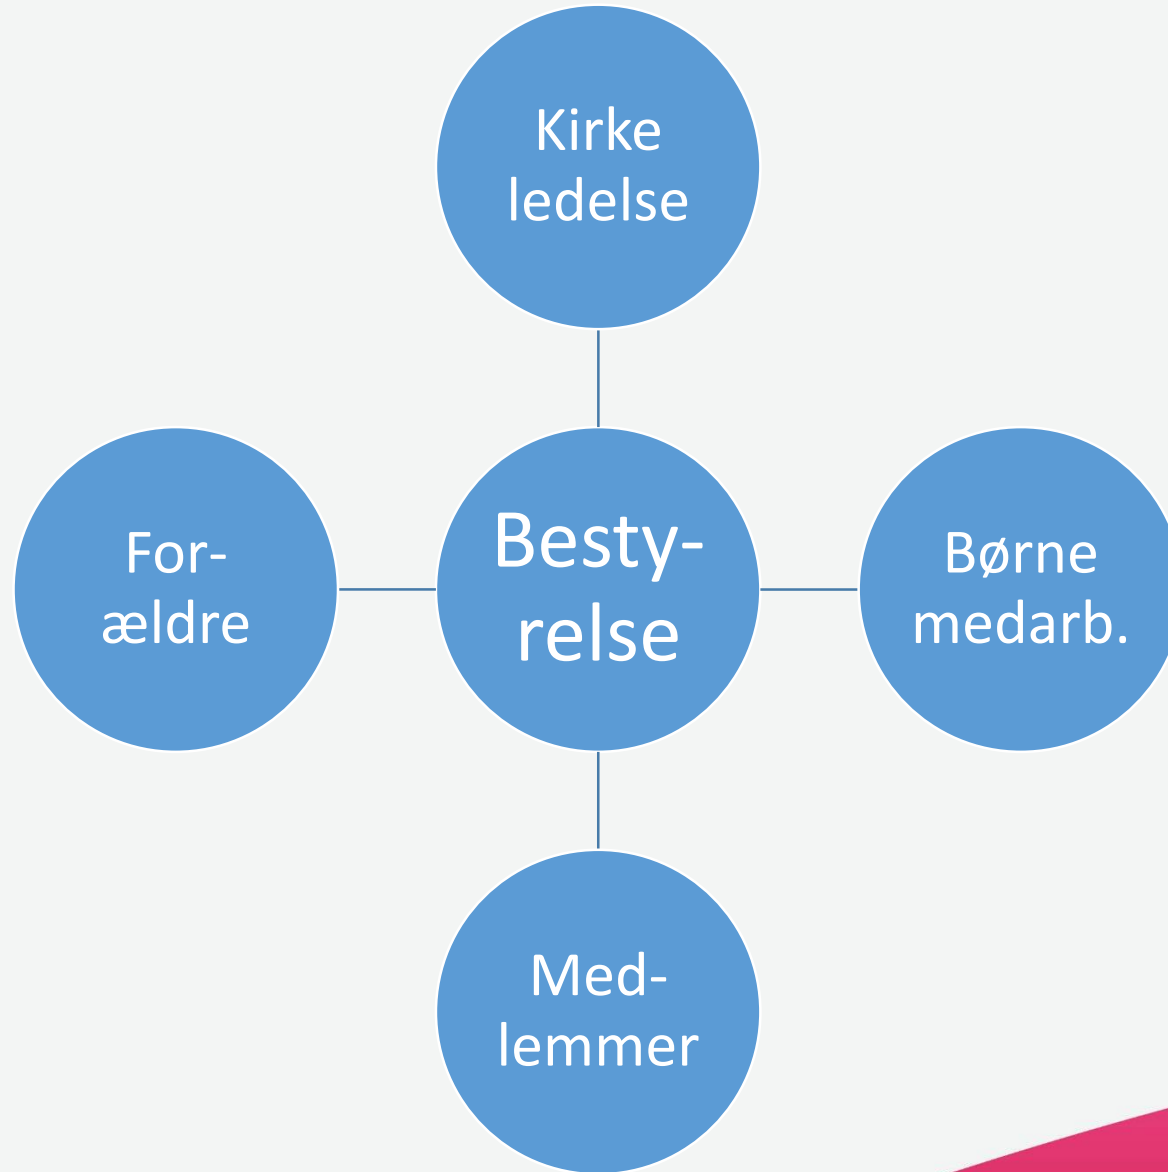 Kirke
ledelse
For-
ældre
Besty-
relse
Børne
medarb.
Med-
lemmer